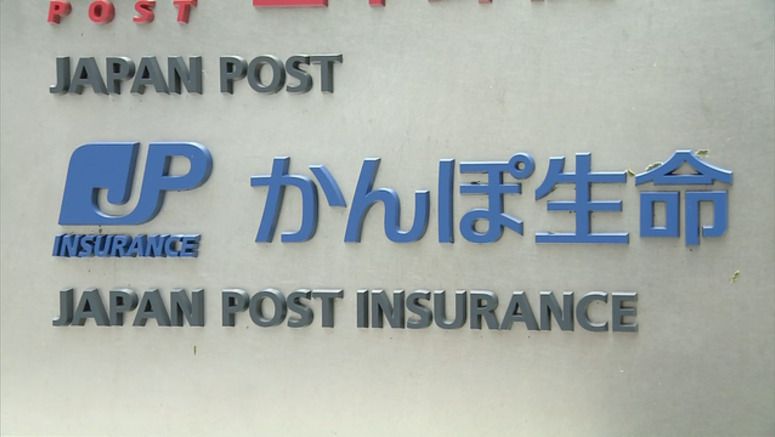 POST
JAPAN POST
JP
INSURANCE
かんぽ生命
JAPAN POST INSURANCE